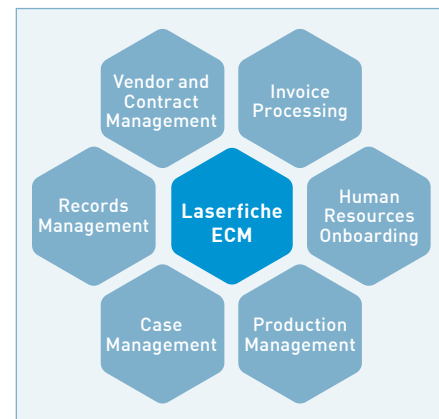 Vendor and
Contract
Management
Invoice
Processing
Records
Management
Laserfiche
ECM
Human
Resources
Onboarding
Case
Management
Production
Management